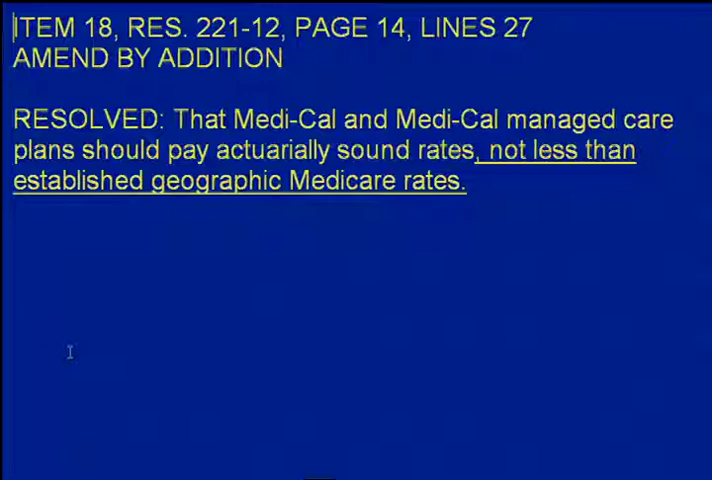 ITEM 18, RES. 221-12, PAGE 14, LINES 27
AMEND BY ADDITION
RESOLVED: That Medi-Cal and Medi-Cal managed care
plans should pay actuarially sound rates, not less than
established geographic Medicare rates.